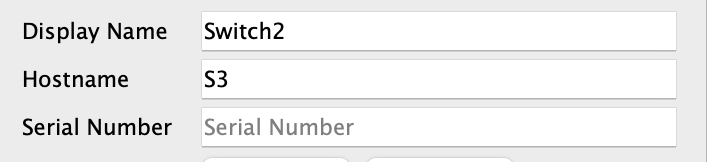 Display Name Switch2
Hostname S3
Serial Number Serial Number